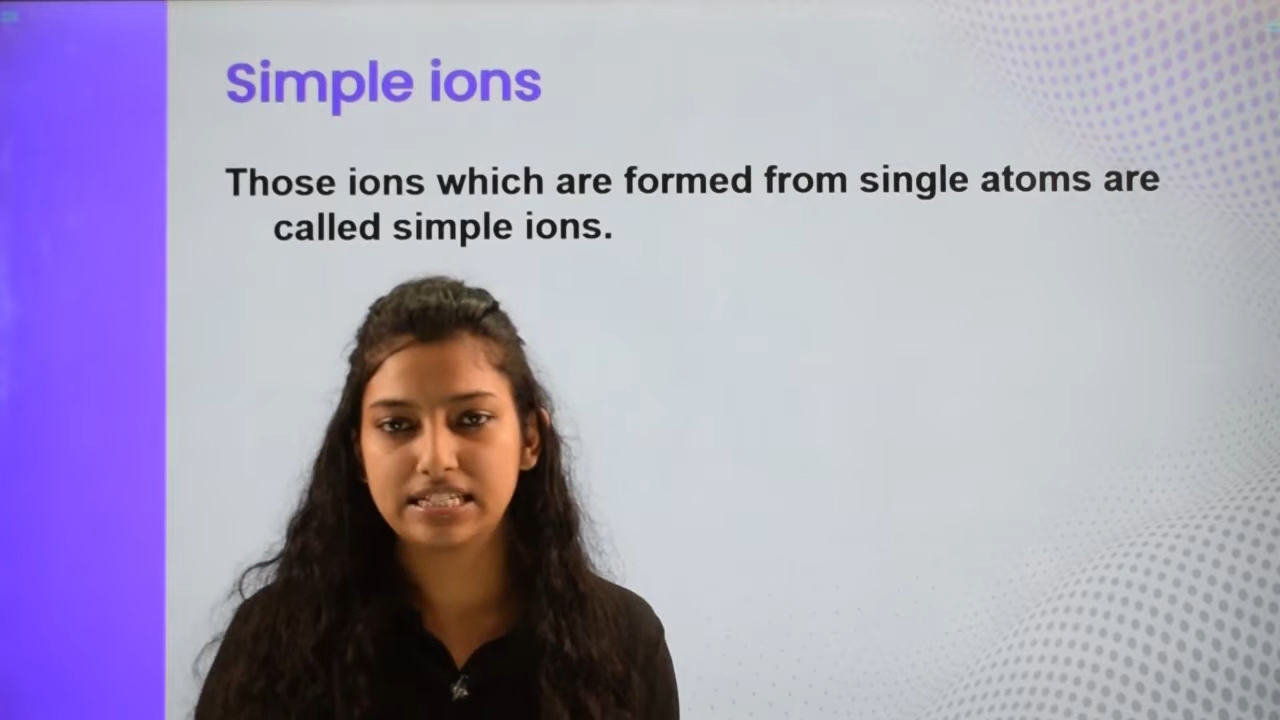 Simple ions
Those ions which are formed from single atoms are
called simple ions.